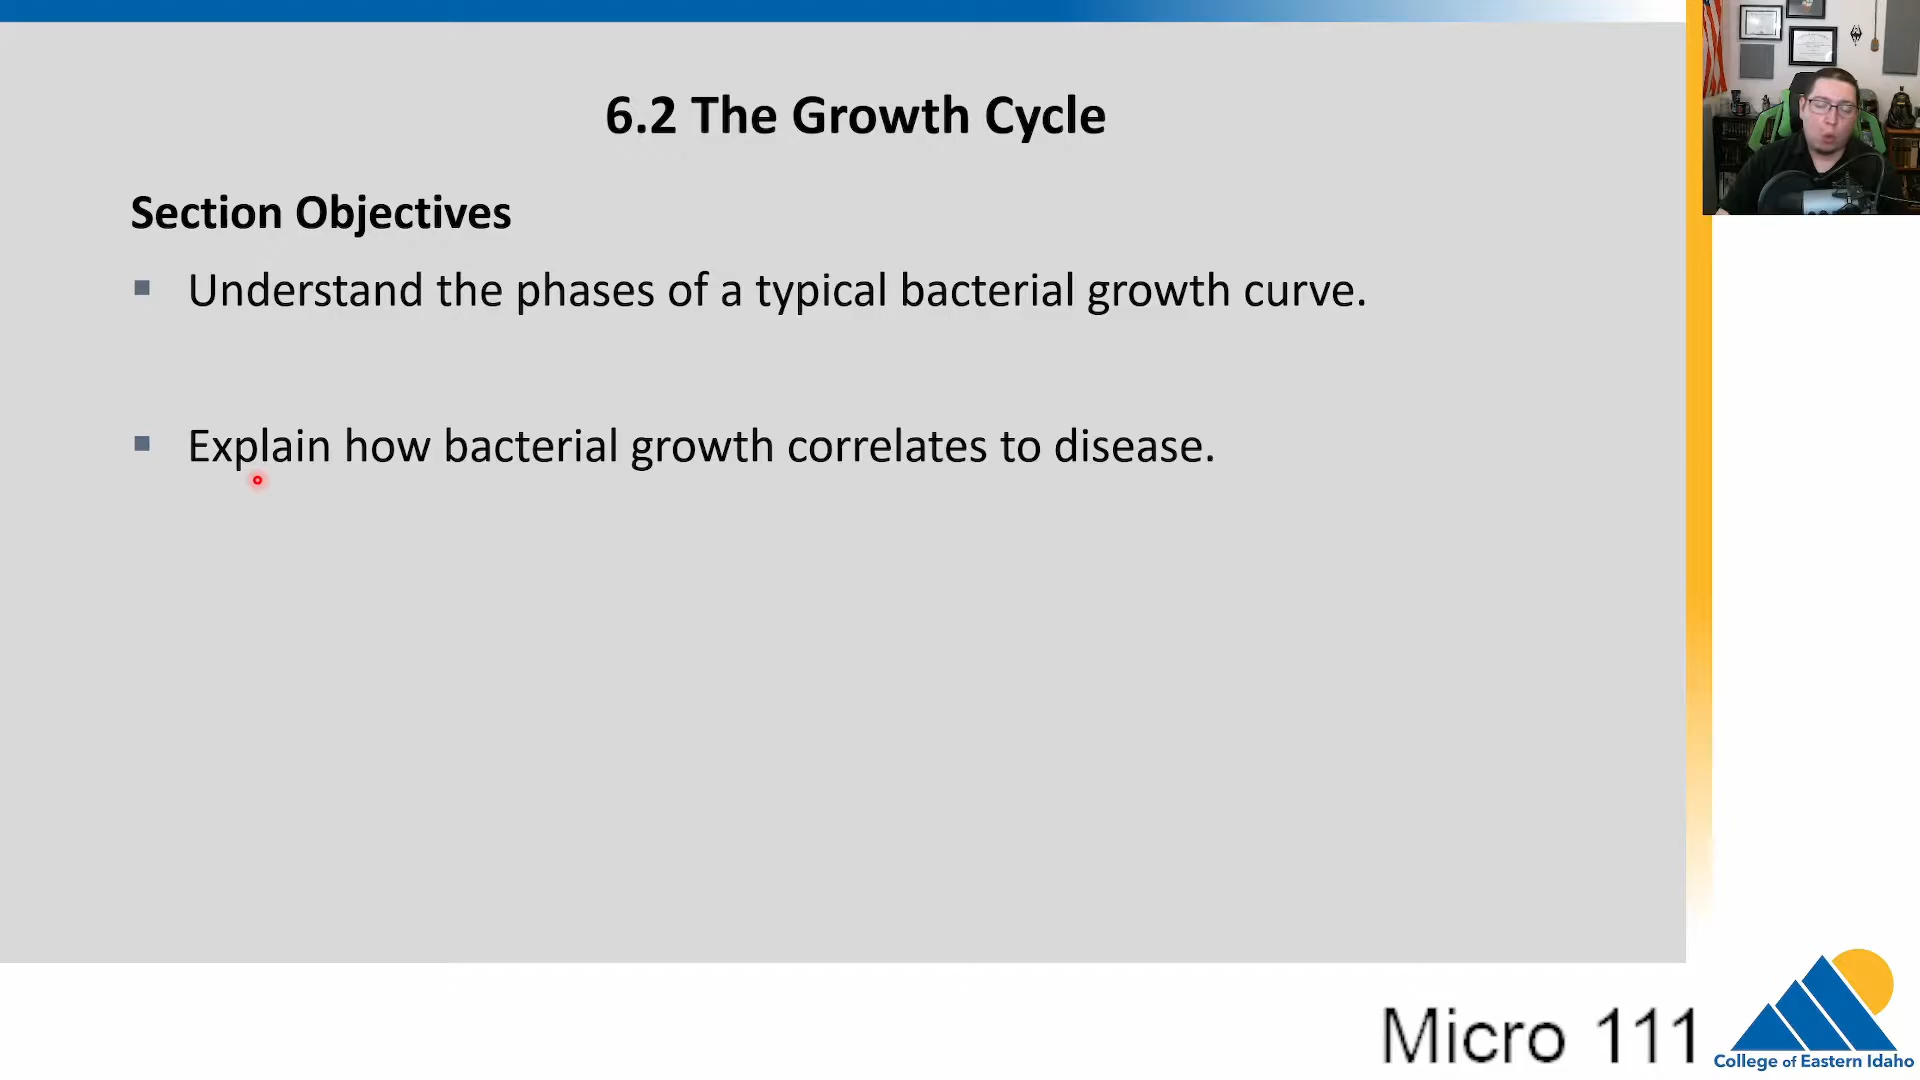 6.2 The Growth Cycle
Section Objectives
Understand the phases of a typical bacterial growth curve.
Explain how bacterial growth correlates to disease.
Micro 111
College of Eastern Idaho